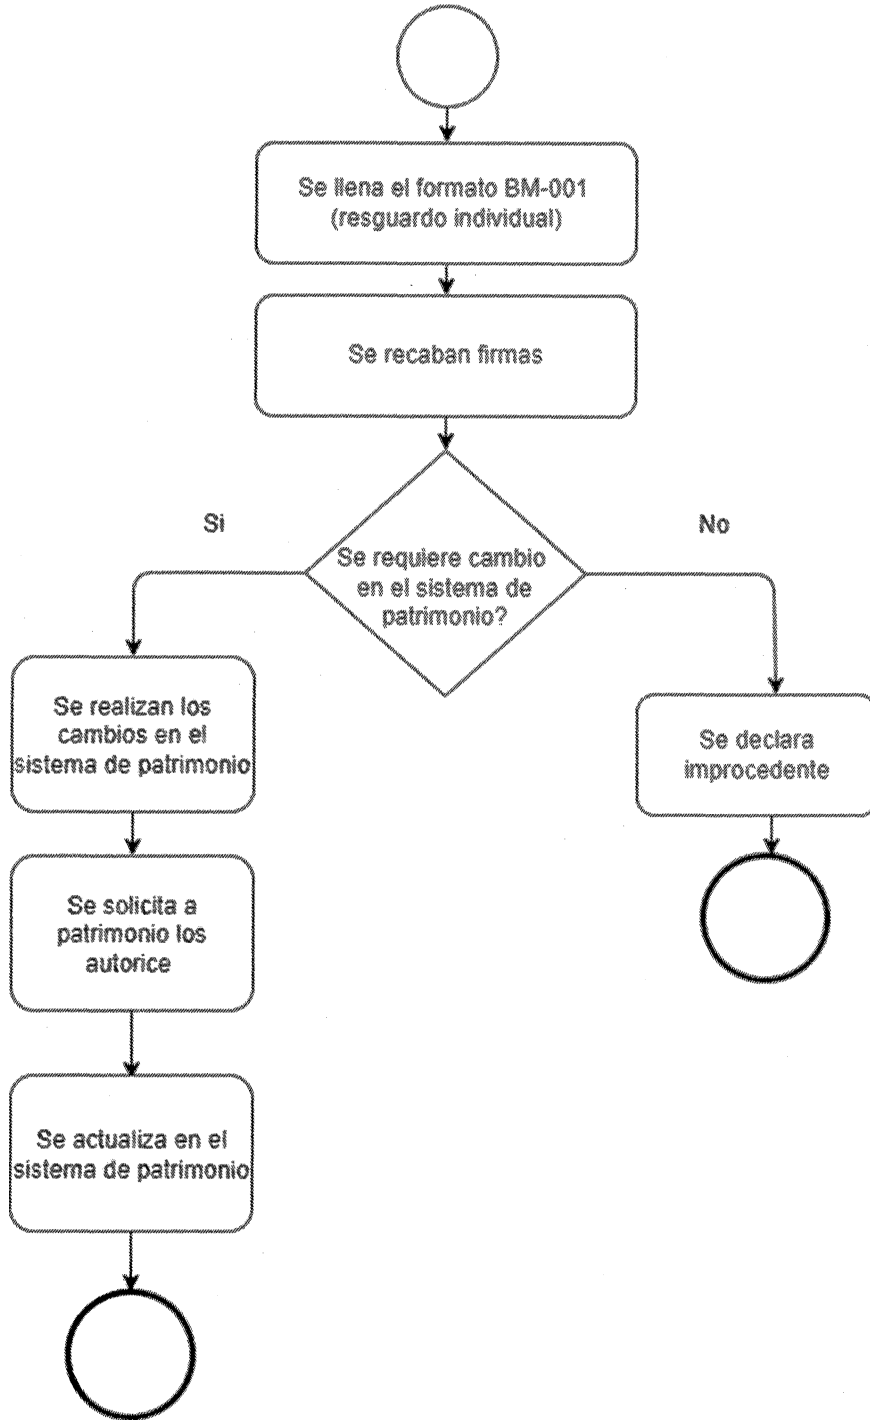 Se llena el formato BM-001
(resguardo individual)
Se recaban firmas
Si
No
Se requiere cambio
en el sistema de
patrimonio?
Se realizan los
cambios en el
sistema de patrimonio
Se declara
improcedente
Se solicita a
patrimonio los
autorice
Se actualiza en el
sistema de patrimonio